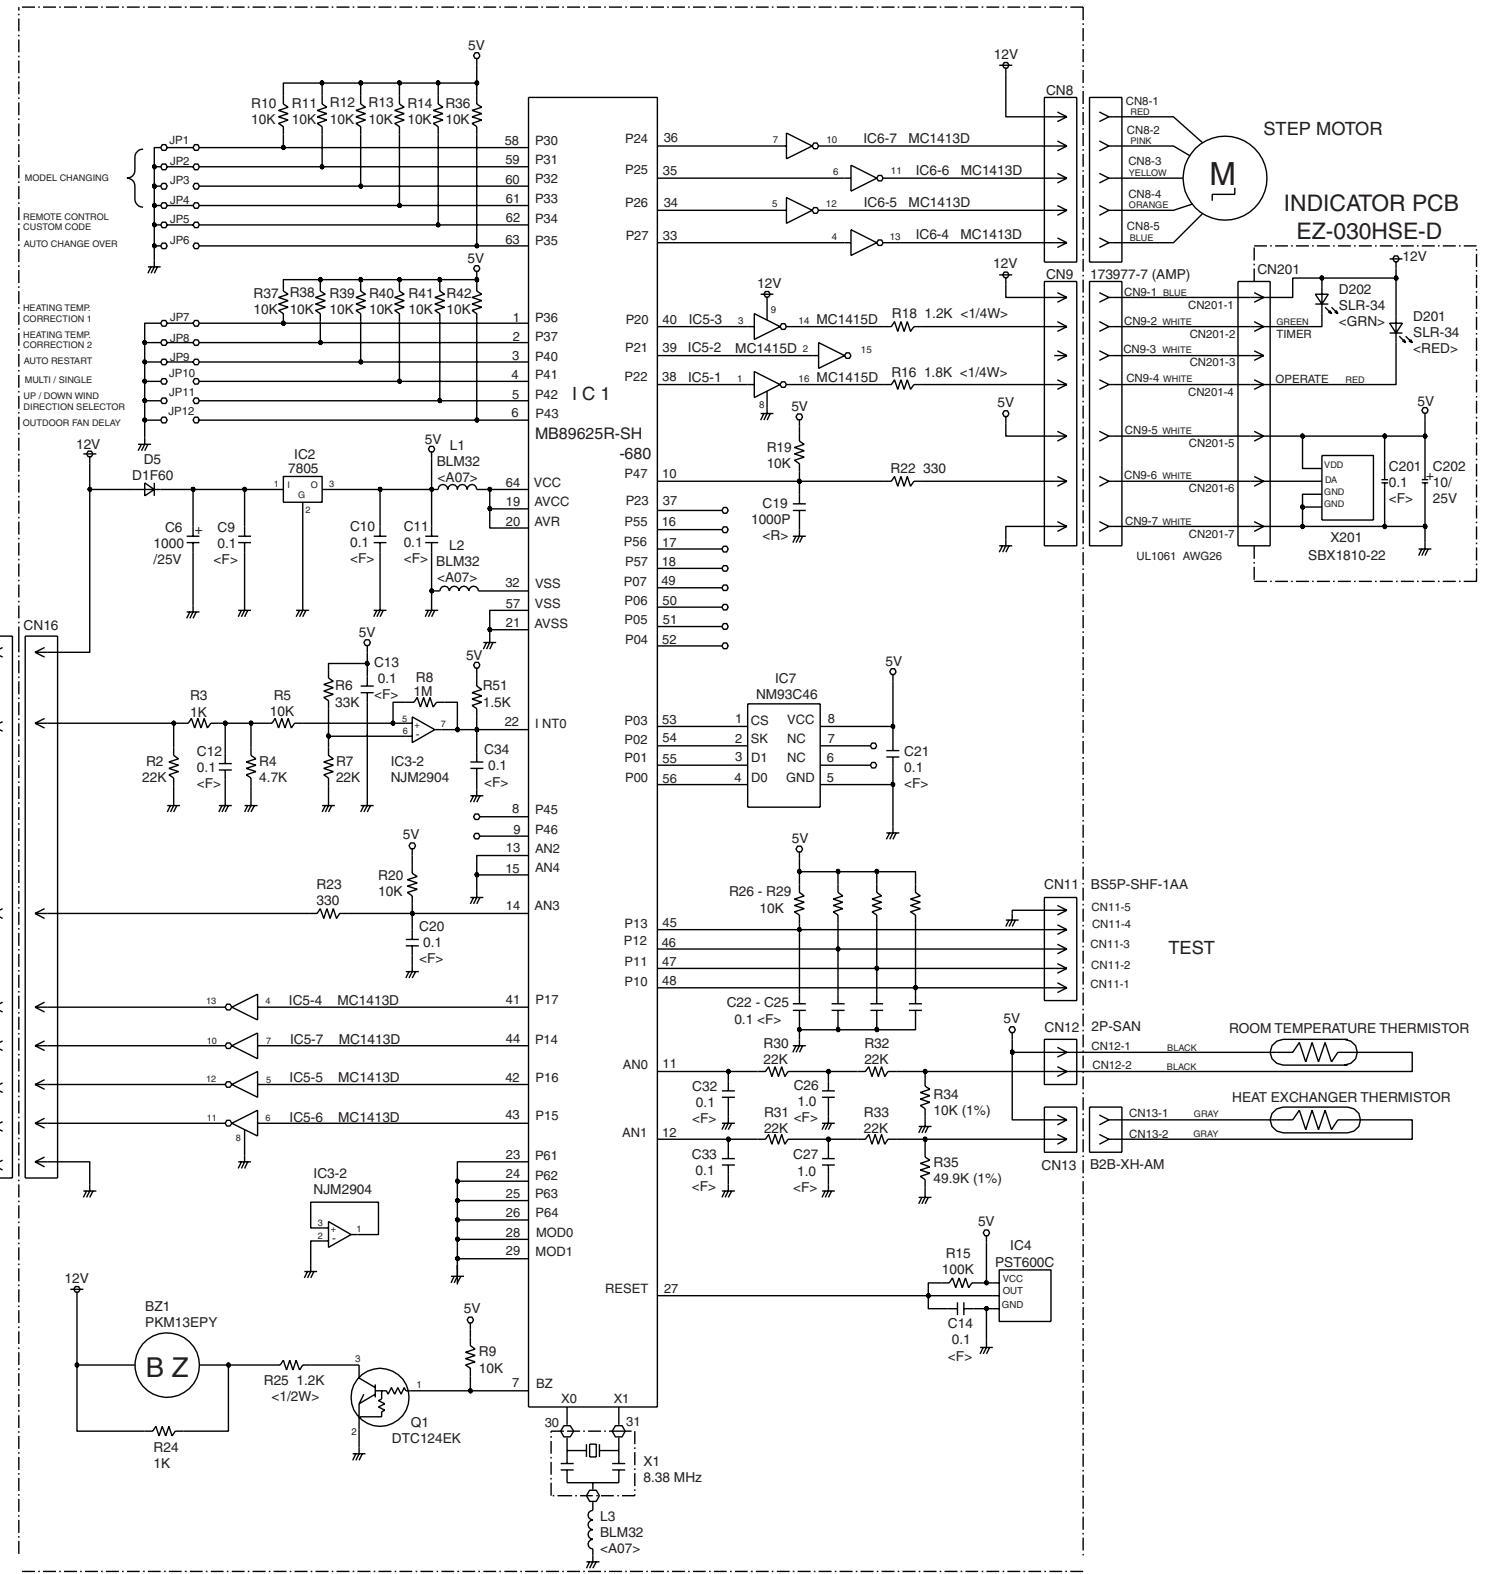 5V
R10 R11 R12 R13 R14 R36
10K 10K 10K 10K 10K 10K
JP1
JP2
JP3
JP4
JP5
JP6
MODEL CHANGING
REMOTE CONTROL
CUSTOM CODE
AUTO CHANGE OVER
58 P30
59 P31
60 P32
61 P33
62 P34
63 P35
5V
R37 R38 R39 R40 R41 R42
10K 10K 10K 10K 10K 10K
HEATING TEMP.
CORRECTION 1
HEATING TEMP.
CORRECTION 2
AUTO RESTART
MULTI / SINGLE
UP / DOWN WIND
DIRECTION SELECTOR
OUTDOOR FAN DELAY
JP7
JP8
JP9
JP10
JP11
JP12
1 P36
2 P37
3 P40
4 P41
5 P42
6 P43
I C 1
MB89625R-SH
-680
P24 36 7 10 IC6-7 MC1413D
P25 35 6 11 IC6-6 MC1413D
P26 34 5 12 IC6-5 MC1413D
P27 33 4 13 IC6-4 MC1413D
12V
CN8
CN8-1
RED
CN8-2
PINK
CN8-3
YELLOW
CN8-4
ORANGE
CN8-5
BLUE
M
STEP MOTOR
INDICATOR PCB
EZ-030HSE-D
12V
12V
9
P20 40 IC5-3 3 14 MC1415D R18 1.2K <1/4W>
P21 39 IC5-2 MC1415D 2 15
P22 38 IC5-1 1 16 MC1415D R16 1.8K <1/4W>
8
CN9 173977-7 (AMP)
CN9-1 BLUE
CN9-2 WHITE
CN9-3 WHITE
CN9-4 WHITE
CN9-5 WHITE
CN9-6 WHITE
CN9-7 WHITE
UL1061 AWG26
CN201
CN201-1
CN201-2
CN201-3
CN201-4
CN201-5
CN201-6
CN201-7
12V
D202
SLR-34
<GRN>
D201
SLR-34
<RED>
GREEN
TIMER
OPERATE RED
5V
VDD
DA
GND
GND
X201
SBX1810-22
C201
0.1
<F>
C202
+
10/
25V
5V
5V
R19
10K
P47 10
R22 330
C19
1000P
<R>
P23 37
P55 16
P56 17
P57 18
P07 49
P06 50
P05 51
P04 52
12V
D5
D1F60
IC2
7805
1 I O 3
G
2
C6
+
1000
/25V
C9
0.1
<F>
C10
0.1
<F>
C11
0.1
<F>
5V
L1
BLM32
<A07>
L2
BLM32
<A07>
64 VCC
19 AVCC
20 AVR
32 VSS
57 VSS
21 AVSS
CN16
R3
1K
R5
10K
R2
22K
C12
0.1
<F>
R4
4.7K
5V
R6
33K
C13
0.1
<F>
R7
22K
R8
1M
5
+
6
-
7
IC3-2
NJM2904
5V
R51
1.5K
22 I NT0
C34
0.1
<F>
IC7
NM93C46
P03 53 1 CS VCC 8
P02 54 2 SK NC 7
P01 55 3 D1 NC 6
P00 56 4 D0 GND 5
5V
C21
0.1
<F>
8 P45
9 P46
13 AN2
15 AN4
5V
R20
10K
R23
330
14 AN3
C20
0.1
<F>
5V
R26 - R29
10K
P13 45
P12 46
P11 47
P10 48
C22 - C25
0.1 <F>
CN11 BS5P-SHF-1AA
CN11-5
CN11-4
CN11-3
CN11-2
CN11-1
TEST
13 4 IC5-4 MC1413D 41 P17
10 7 IC5-7 MC1413D 44 P14
12 5 IC5-5 MC1413D 42 P16
11 6 IC5-6 MC1413D 43 P15
8
5V
CN12 2P-SAN
CN12-1 BLACK
CN12-2 BLACK
ROOM TEMPERATURE THERMISTOR
AN0 11
R30
22K
R32
22K
C32
0.1
<F>
C26
1.0
<F>
R34
10K (1%)
AN1 12
R31
22K
R33
22K
C33
0.1
<F>
C27
1.0
<F>
R35
49.9K (1%)
HEAT EXCHANGER THERMISTOR
CN13-1 GRAY
CN13-2 GRAY
CN13 B2B-XH-AM
23 P61
24 P62
25 P63
26 P64
28 MOD0
29 MOD1
IC3-2
NJM2904
3
+
2
-
1
RESET 27
5V
R15
100K
IC4
PST600C
VCC
OUT
GND
C14
0.1
<F>
12V
BZ1
PKM13EPY
B Z
R25 1.2K
<1/2W>
R24
1K
3
1
2
Q1
DTC124EK
5V
R9
10K
7 BZ
X0 X1
30 31
X1
8.38 MHz
L3
BLM32
<A07>